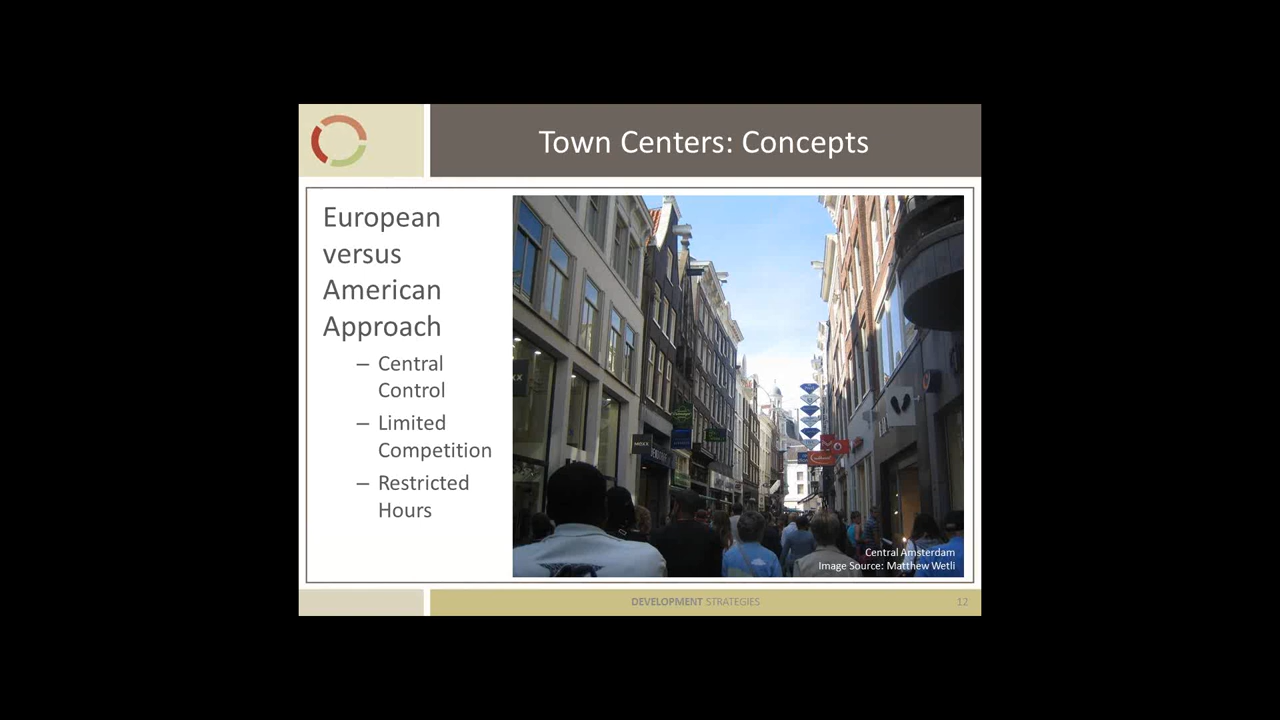 Town Centers: Concepts
European
versus
American
Approach
– Central
Control
– Limited
Competition
– Restricted
Hours
MEXX
Central Amsterdam
Image Source: Matthew Wetli
DEVELOPMENT STRATEGIES
12